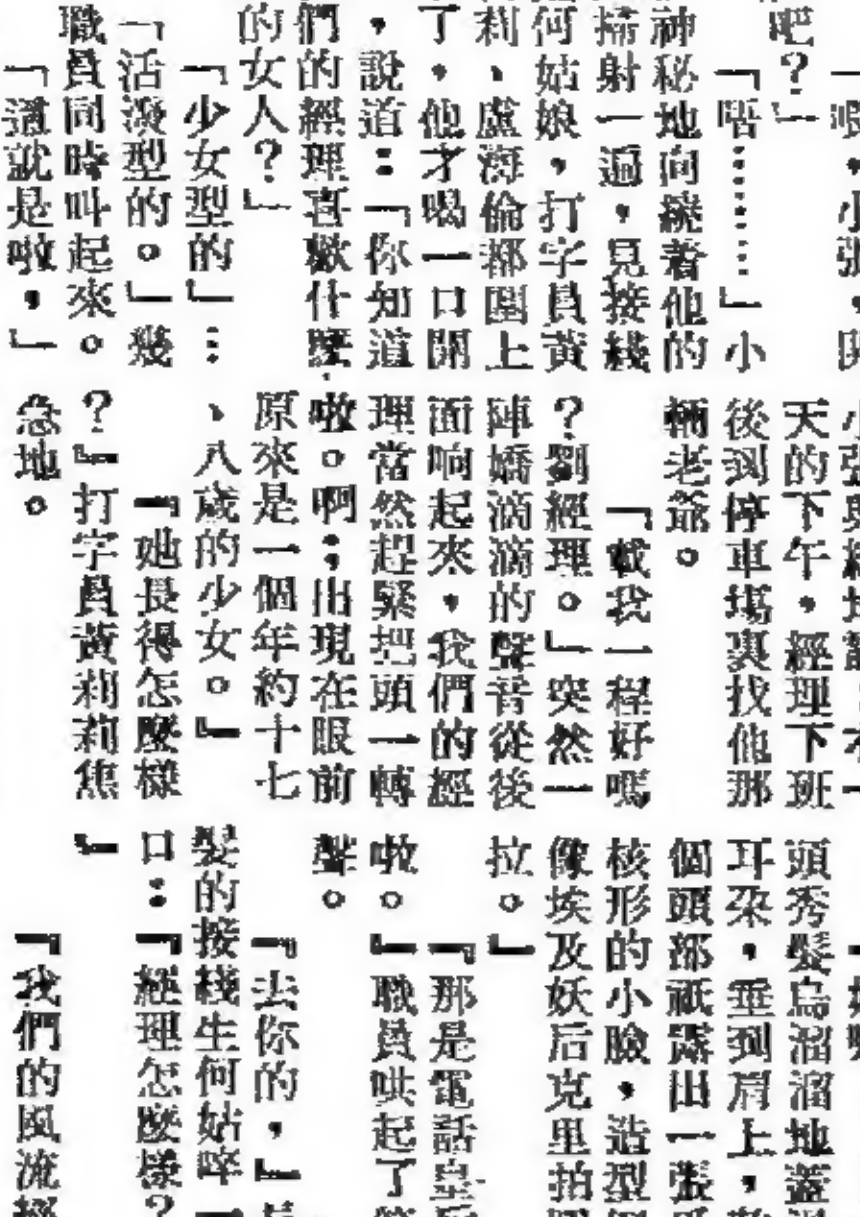 「喂，小張，
吧？」
「唔………」小
神秘地向繞着他的
掃射一遍，見接綫
何姑娘，打字員黃
莉、盧海倫都圍上
了，他才喝一口開
，說道：「你知道
們的經理喜歡什麼
的女人？」
「少女型的」…
「活潑型的。」幾
職員同時叫起來。
「這就是啦，」
天的下午，經理下班
後到停車場裏找他那
輛老爺。
「載我一程好嗎
？劉經理。」突然一
陣嬌滴滴的聲音從後
面响起來，我們的經
理當然趕緊把頭一轉
啦。啊；出現在眼前
原來是一個年約十七
、八歲的少女。』
『她長得怎麼樣
？』打字員黃莉莉焦
急地。
頭秀髮烏溜溜地蓋
耳朶，垂到肩上，
個頭部祇露出一張
核形的小臉，造型
像埃及妖后克里拍
拉。』
『那是電話皇
啦。』職員哄起了
聲。
『去你的，』
髮的接綫生何姑啐
口：『經理怎麼樣？
』
『我們的風流經